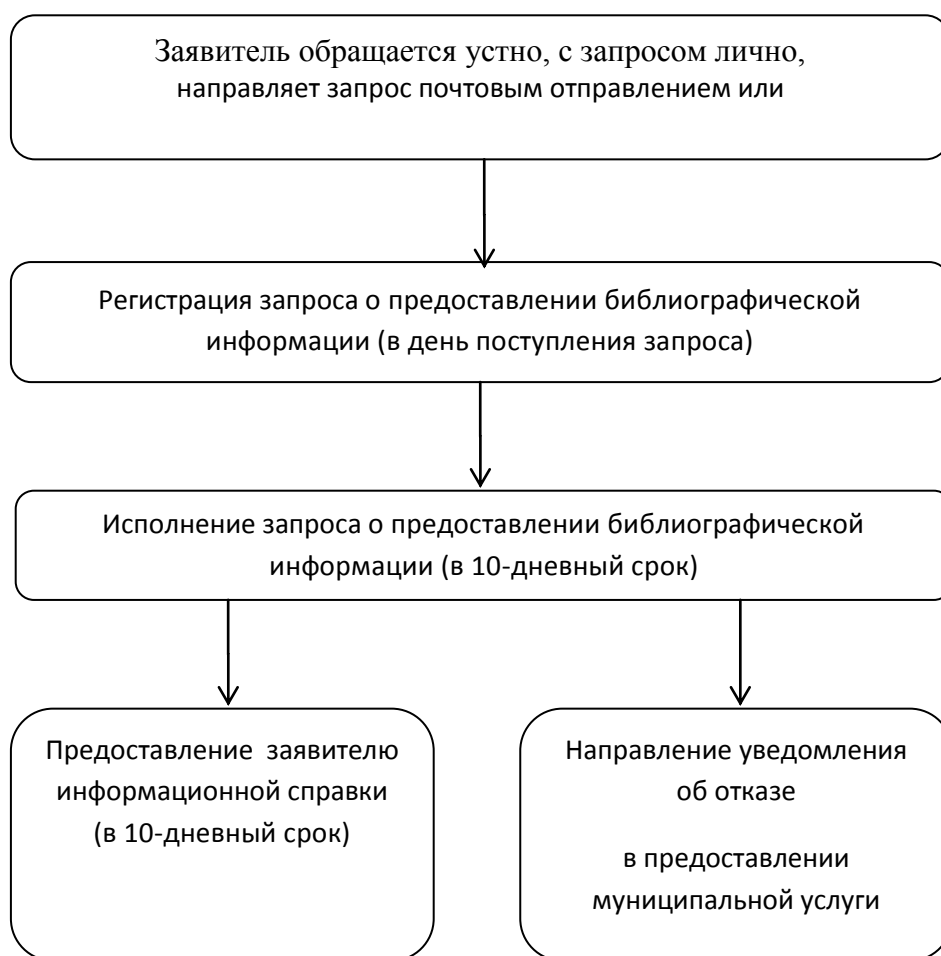 Заявитель обращается устно, с запросом лично,
направляет запрос почтовым отправлением или
Регистрация запроса о предоставлении библиографической
информации (в день поступления запроса)
Исполнение запроса о предоставлении библиографической
информации (в 10-дневный срок)
Предоставление заявителю
информационной справки
(в 10-дневный срок)
Направление уведомления
об отказе
в предоставлении
муниципальной услуги